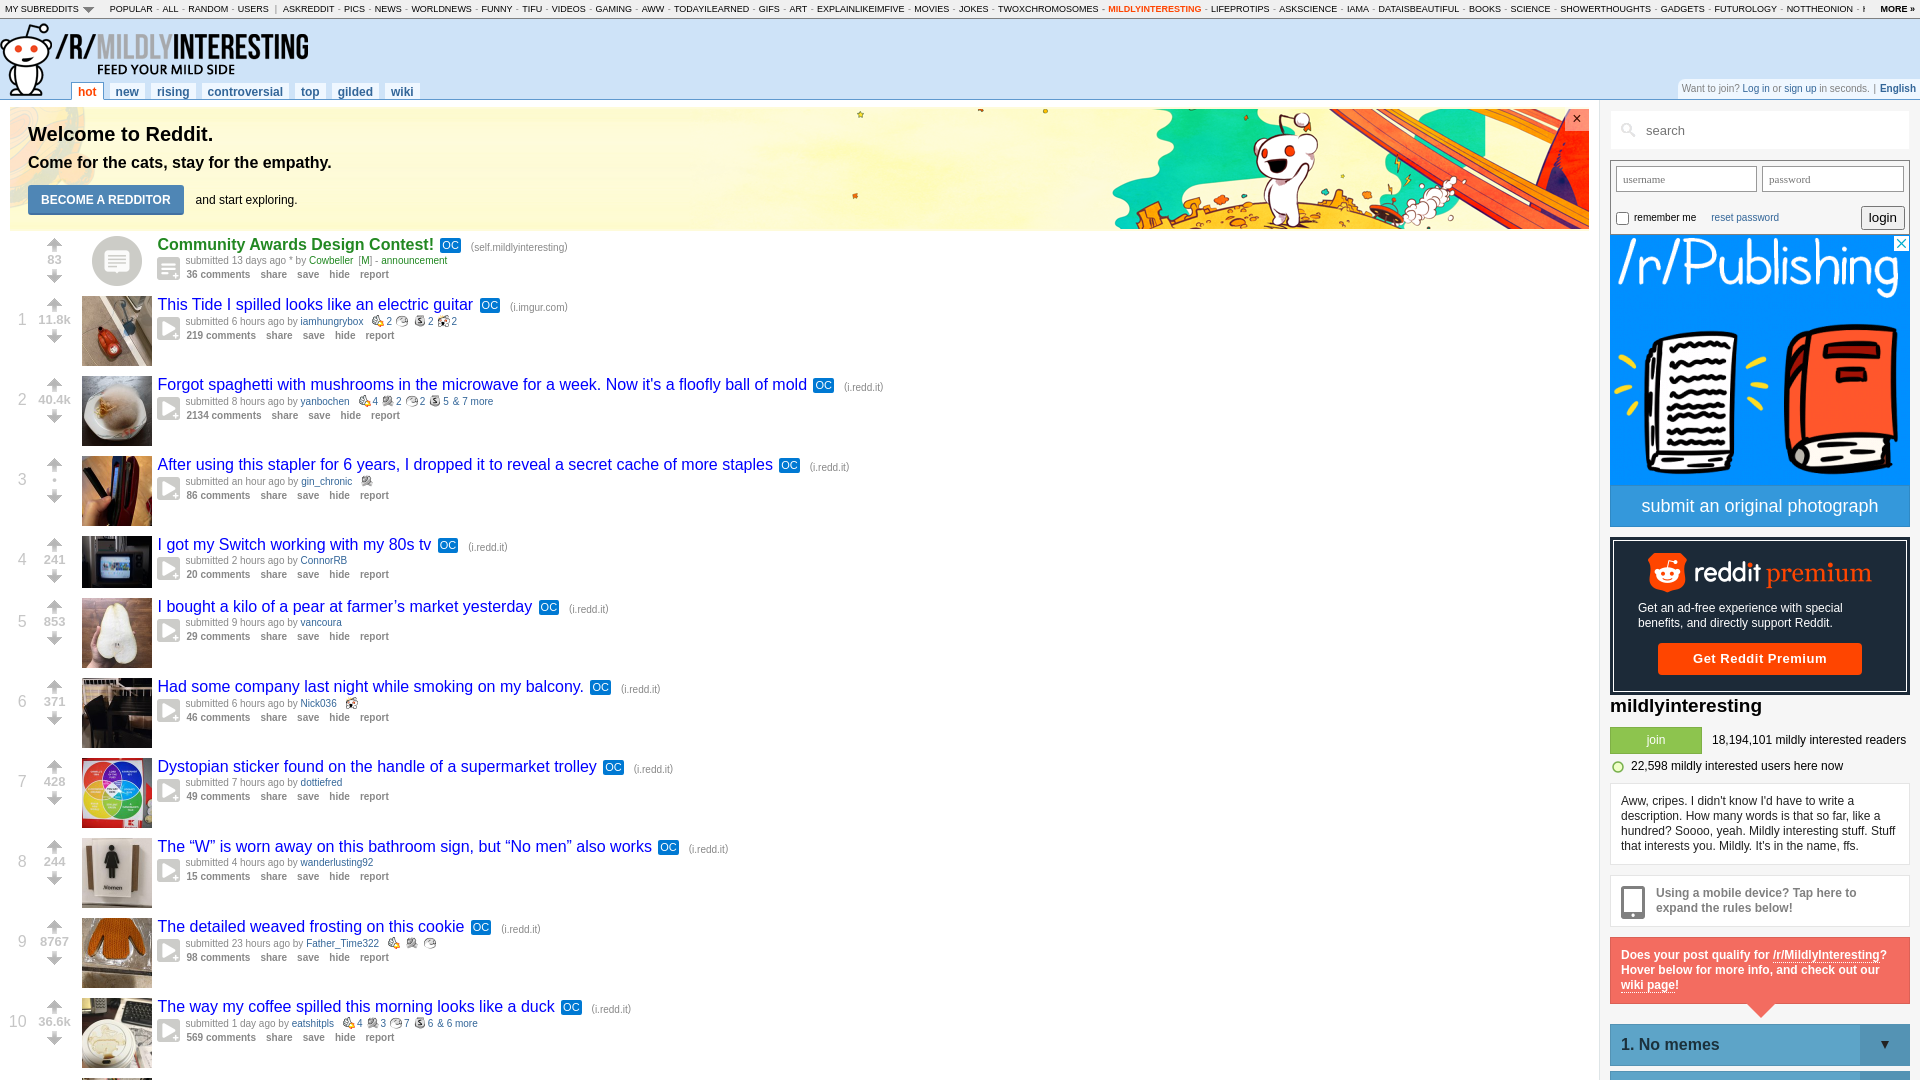 MY SUBREDDITS POPULAR - ALL - RANDOM - USERS | ASKREDDIT - PICS - NEWS - WORLDNEWS - FUNNY - TIFU - VIDEOS - GAMING - AWW - TODAYILEARNED - GIFS - ART - EXPLAINLIKEIMFIVE - MOVIES - JOKES - TWOXCHROMOSOMES - MILDLYINTERESTING - LIFEPROTIPS - ASKSCIENCE - IAMA - DATAISBEAUTIFUL - BOOKS - SCIENCE - SHOWERTHOUGHTS - GADGETS - FUTUROLOGY - NOTTHEONION - MORE »
/R/MILDLYINTERESTING
FEED YOUR MILD SIDE
hot new rising controversial top gilded wiki
Want to join? Log in or sign up in seconds. | English
Welcome to Reddit.
Come for the cats, stay for the empathy.
BECOME A REDDITOR and start exploring.
×
83
Community Awards Design Contest! OC (self.mildlyinteresting)
submitted 13 days ago * by Cowbeller [M] - announcement
36 comments share save hide report
1 11.8k
This Tide I spilled looks like an electric guitar OC (i.imgur.com)
submitted 6 hours ago by iamhungrybox 2 2 2
219 comments share save hide report
2 40.4k
Forgot spaghetti with mushrooms in the microwave for a week. Now it's a floofly ball of mold OC (i.redd.it)
submitted 8 hours ago by yanbochen 4 2 2 5 & 7 more
2134 comments share save hide report
3 •
After using this stapler for 6 years, I dropped it to reveal a secret cache of more staples OC (i.redd.it)
submitted an hour ago by gin_chronic
86 comments share save hide report
4 241
I got my Switch working with my 80s tv OC (i.redd.it)
submitted 2 hours ago by ConnorRB
20 comments share save hide report
5 853
I bought a kilo of a pear at farmer’s market yesterday OC (i.redd.it)
submitted 9 hours ago by vancoura
29 comments share save hide report
6 371
Had some company last night while smoking on my balcony. OC (i.redd.it)
submitted 6 hours ago by Nick036
46 comments share save hide report
7 428
Dystopian sticker found on the handle of a supermarket trolley OC (i.redd.it)
submitted 7 hours ago by dottiefred
49 comments share save hide report
8 244
The “W” is worn away on this bathroom sign, but “No men” also works OC (i.redd.it)
submitted 4 hours ago by wanderlusting92
15 comments share save hide report
9 8767
The detailed weaved frosting on this cookie OC (i.redd.it)
submitted 23 hours ago by Father_Time322
98 comments share save hide report
10 36.6k
The way my coffee spilled this morning looks like a duck OC (i.redd.it)
submitted 1 day ago by eatshitpls 4 3 7 6 & 6 more
569 comments share save hide report
search
username password
remember me reset password login
/r/Publishing
submit an original photograph
reddit premium
Get an ad-free experience with special
benefits, and directly support Reddit.
Get Reddit Premium
mildlyinteresting
join 18,194,101 mildly interested readers
22,598 mildly interested users here now
Aww, cripes. I didn't know I'd have to write a
description. How many words is that so far, like a
hundred? Soooo, yeah. Mildly interesting stuff. Stuff
that interests you. Mildly. It's in the name, ffs.
Using a mobile device? Tap here to
expand the rules below!
Does your post qualify for /r/MildlyInteresting?
Hover below for more info, and check out our
wiki page!
1. No memes ▼